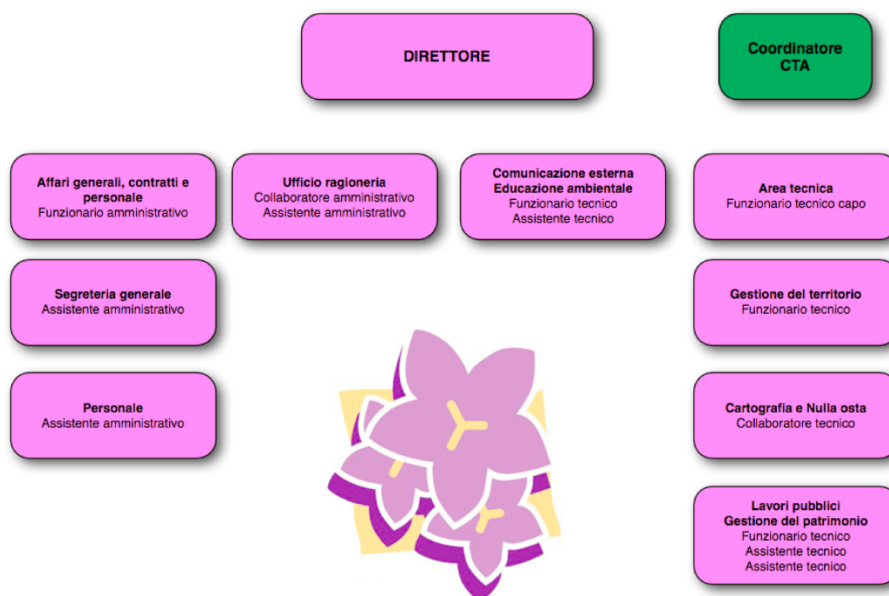 DIRETTORE
Coordinatore
CTA
Affari generali, contratti e
personale
Funzionario amministrativo
Ufficio ragioneria
Collaboratore amministrativo
Assistente amministrativo
Comunicazione esterna
Educazione ambientale
Funzionario tecnico
Assistente tecnico
Area tecnica
Funzionario tecnico capo
Segreteria generale
Assistente amministrativo
Gestione del territorio
Funzionario tecnico
Personale
Assistente amministrativo
Cartografia e Nulla osta
Collaboratore tecnico
Lavori pubblici
Gestione del patrimonio
Funzionario tecnico
Assistente tecnico
Assistente tecnico